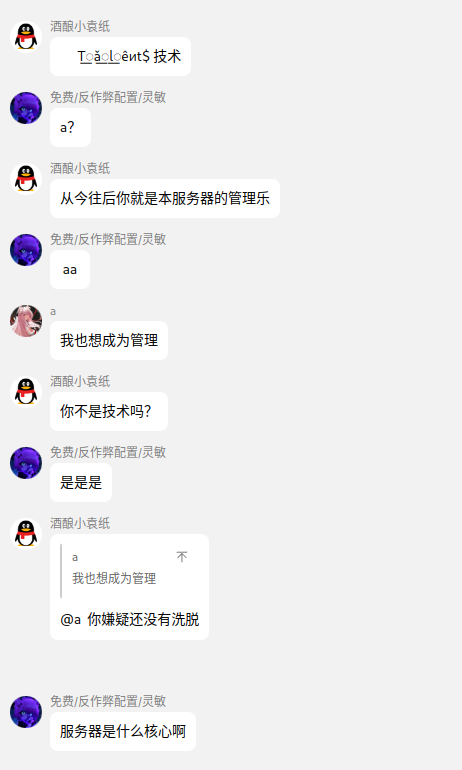 酒酿小袁纸
T◌ǎ◌l◌êиt$ 技术
免费/反作弊配置/灵敏
a?
酒酿小袁纸
从今往后你就是本服务器的管理乐
免费/反作弊配置/灵敏
aa
a
我也想成为管理
酒酿小袁纸
你不是技术吗?
免费/反作弊配置/灵敏
是是是
酒酿小袁纸
a
我也想成为管理
@a 你嫌疑还没有洗脱
免费/反作弊配置/灵敏
服务器是什么核心啊